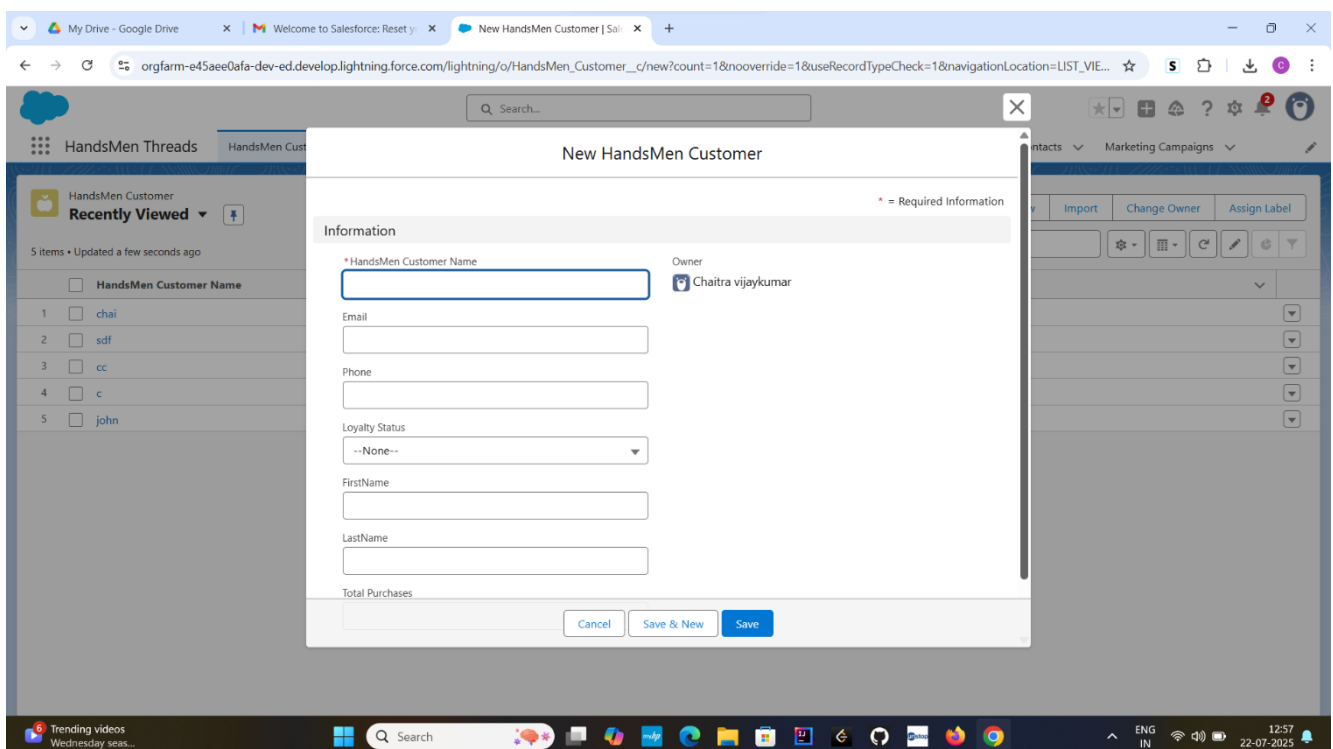 My Drive - Google Drive
Welcome to Salesforce: Reset y
New HandsMen Customer | Sal
orgfarm-e45aee0afa-dev-ed.develop.lightning.force.com/lightning/o/HandsMen_Customer__c/new?count=1&nooverride=1&useRecordTypeCheck=1&navigationLocation=LIST_VIE...
S
C
Search...
2
HandsMen Threads
HandsMen Cust
ntacts
Marketing Campaigns
New HandsMen Customer
HandsMen Customer
Recently Viewed
* = Required Information
Import
Change Owner
Assign Label
Information
5 items • Updated a few seconds ago
* HandsMen Customer Name
Owner
Chaitra vijaykumar
HandsMen Customer Name
1 chai
2 sdf
3 cc
4 c
5 john
Email
Phone
Loyalty Status
--None--
FirstName
LastName
Total Purchases
Cancel
Save & New
Save
6
Trending videos
Wednesday seas...
Search
ENG
IN
12:57
22-07-2025